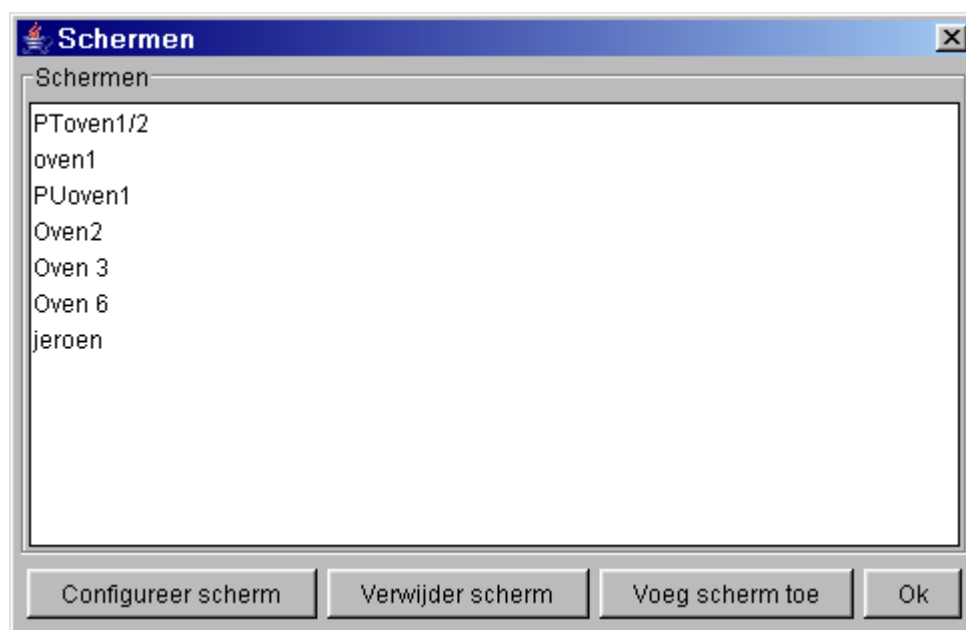 Schermen
Schermen
PToven1/2
oven1
PUoven1
Oven2
Oven 3
Oven 6
jeroen
Configureer scherm Verwijder scherm Voeg scherm toe Ok